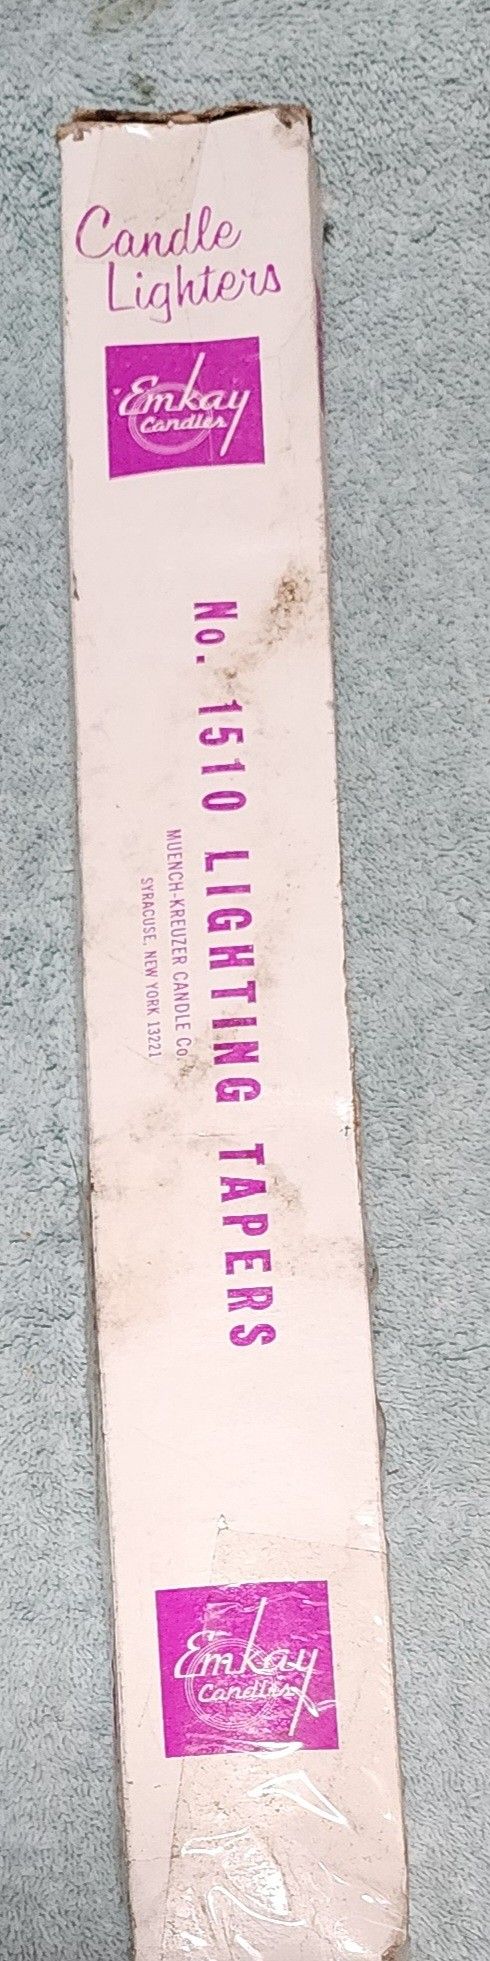 Candle
Lighters
Emkay
Candles
No. 1510 LIGHTING TAPERS
MUENCH-KREUZER CANDLE Co.
SYRACUSE, NEW YORK 13221
Emkay
Candles